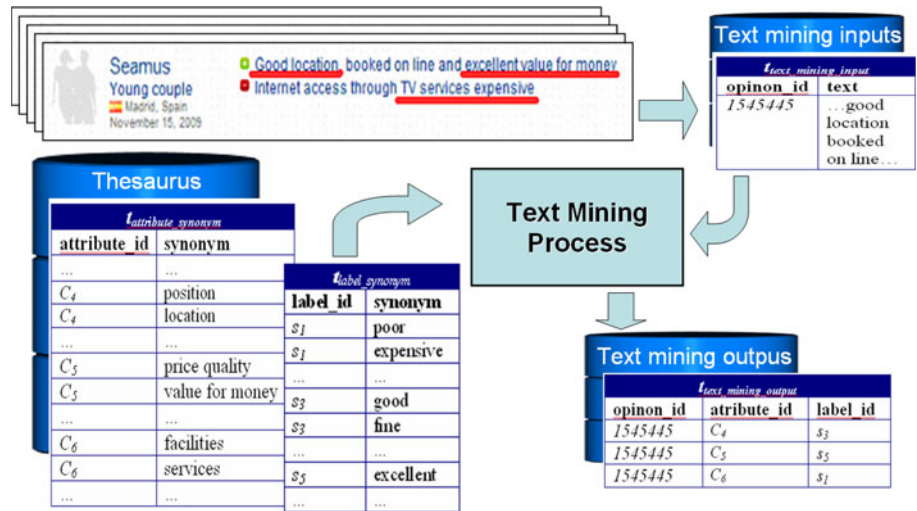 Seamus
Young couple
Madrid, Spain
November 15, 2009
Good location, booked on line and excellent value for money
Internet access through TV services expensive
Text mining inputs
t_text_mining_input
opinon_id text
1545445 …good
location
booked
on line…
Thesaurus
t_attribute_synonym
attribute_id synonym
... ...
C4 position
C4 location
... ...
C5 price quality
C5 value for money
... ...
C6 facilities
C6 services
... ...
t_label_synonym
label_id synonym
s1 poor
s1 expensive
... ...
s3 good
s3 fine
... ...
s5 excellent
... ...
Text Mining
Process
Text mining outpus
t_text_mining_output
opinon_id atribute_id label_id
1545445 C4 s3
1545445 C5 s5
1545445 C6 s1